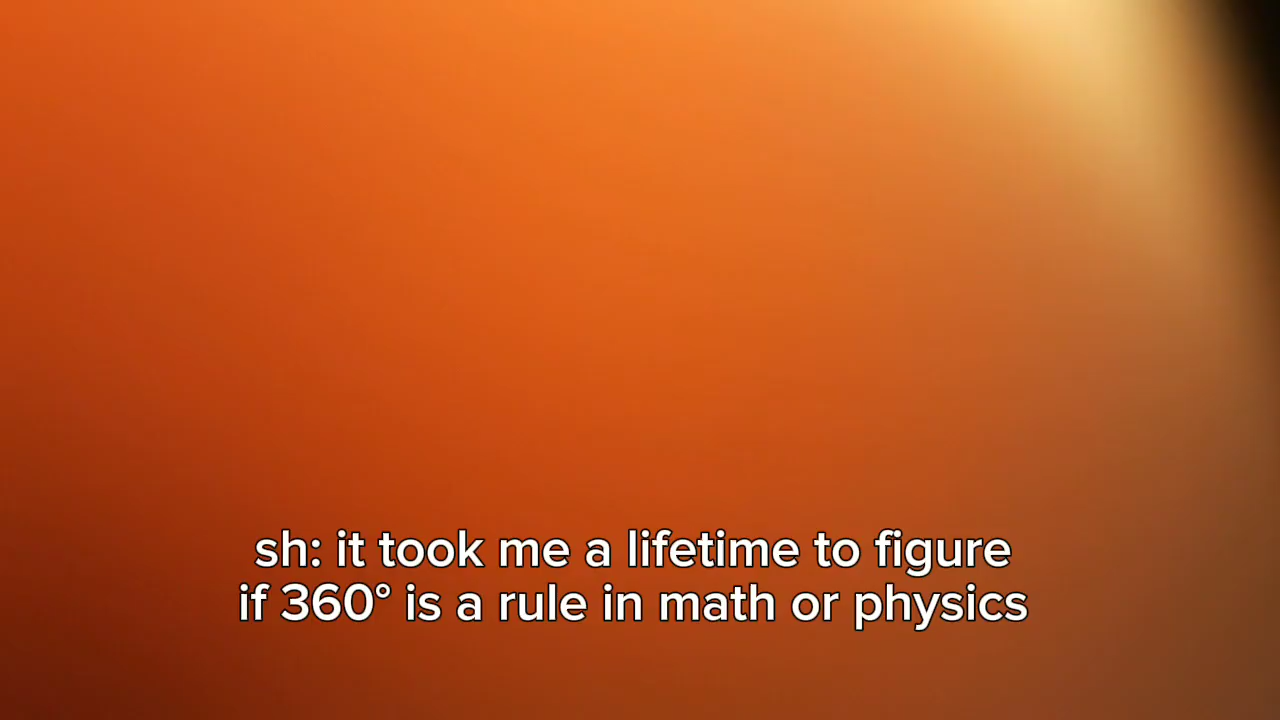 sh: it took me a lifetime to figure
if 360° is a rule in math or physics